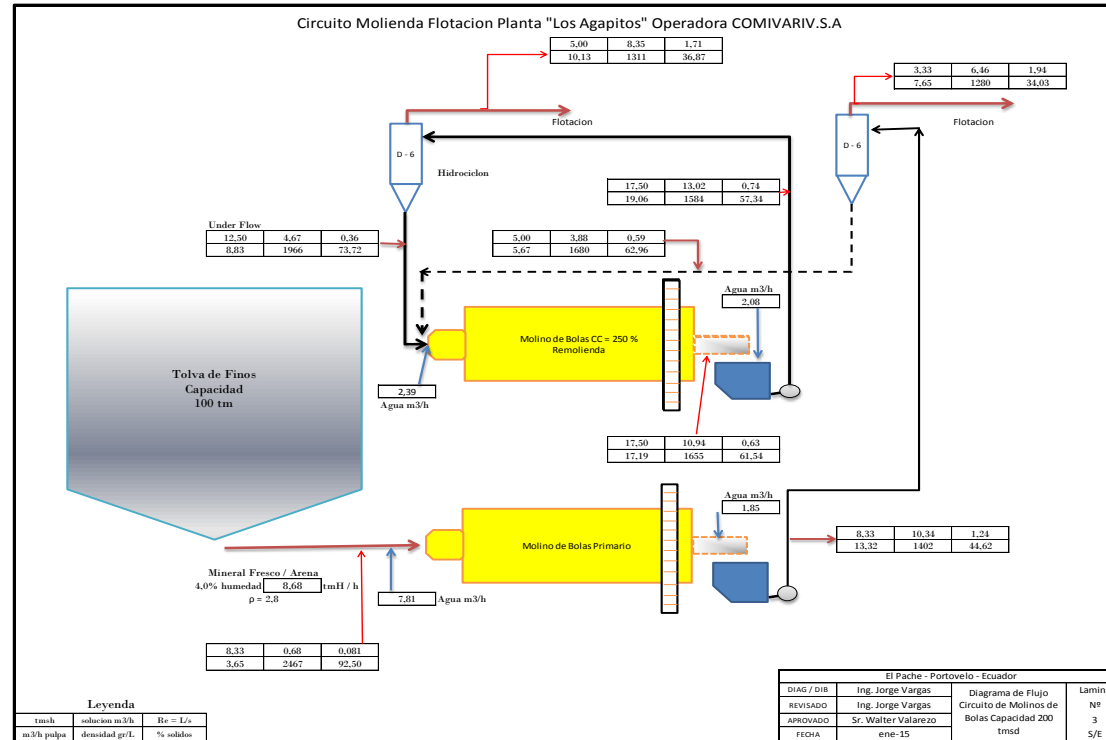 Circuito Molienda Flotacion Planta "Los Agapitos" Operadora COMIVARIV.S.A
5,00 8,35 1,71
10,13 1311 36,87
3,33 6,46 1,94
7,65 1280 34,03
Flotacion
Flotacion
D - 6
D - 6
Hidrociclon
17,50 13,02 0,74
19,06 1584 57,34
Under Flow
12,50 4,67 0,36
8,83 1966 73,72
5,00 3,88 0,59
5,67 1680 62,96
Agua m3/h
2,08
Molino de Bolas CC = 250 %
Remolienda
Tolva de Finos
Capacidad
100 tm
2,39
Agua m3/h
17,50 10,94 0,63
17,19 1655 61,54
Agua m3/h
1,85
8,33 10,34 1,24
13,32 1402 44,62
Molino de Bolas Primario
Mineral Fresco / Arena
4,0% humedad 8,68 tmH / h
ρ = 2,8
7,81 Agua m3/h
8,33 0,68 0,081
3,65 2467 92,50
Leyenda
tmsh solucion m3/h Re = L/s
m3/h pulpa densidad gr/L % solidos
El Pache - Portovelo - Ecuador
DIAG / DIB Ing. Jorge Vargas
REVISADO Ing. Jorge Vargas
APROVADO Sr. Walter Valarezo
FECHA ene-15
Diagrama de Flujo
Circuito de Molinos de
Bolas Capacidad 200
tmsd
Lamin
Nº
3
S/E